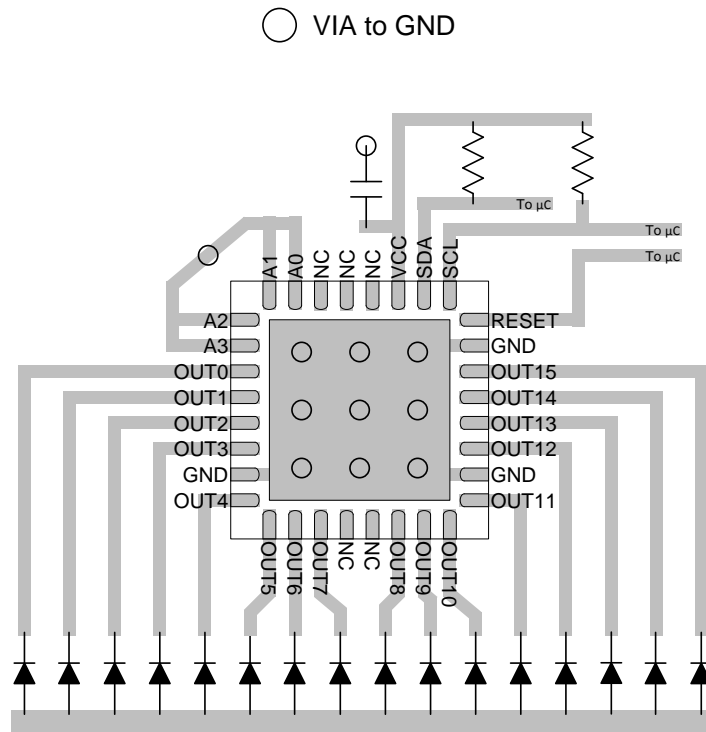 VIA to GND
To µC
To µC
To µC
A1
A0
NC
NC
NC
VCC
SDA
SCL
A2
A3
OUT0
OUT1
OUT2
OUT3
GND
OUT4
RESET
GND
OUT15
OUT14
OUT13
OUT12
GND
OUT11
OUT5
OUT6
OUT7
NC
NC
OUT8
OUT9
OUT10